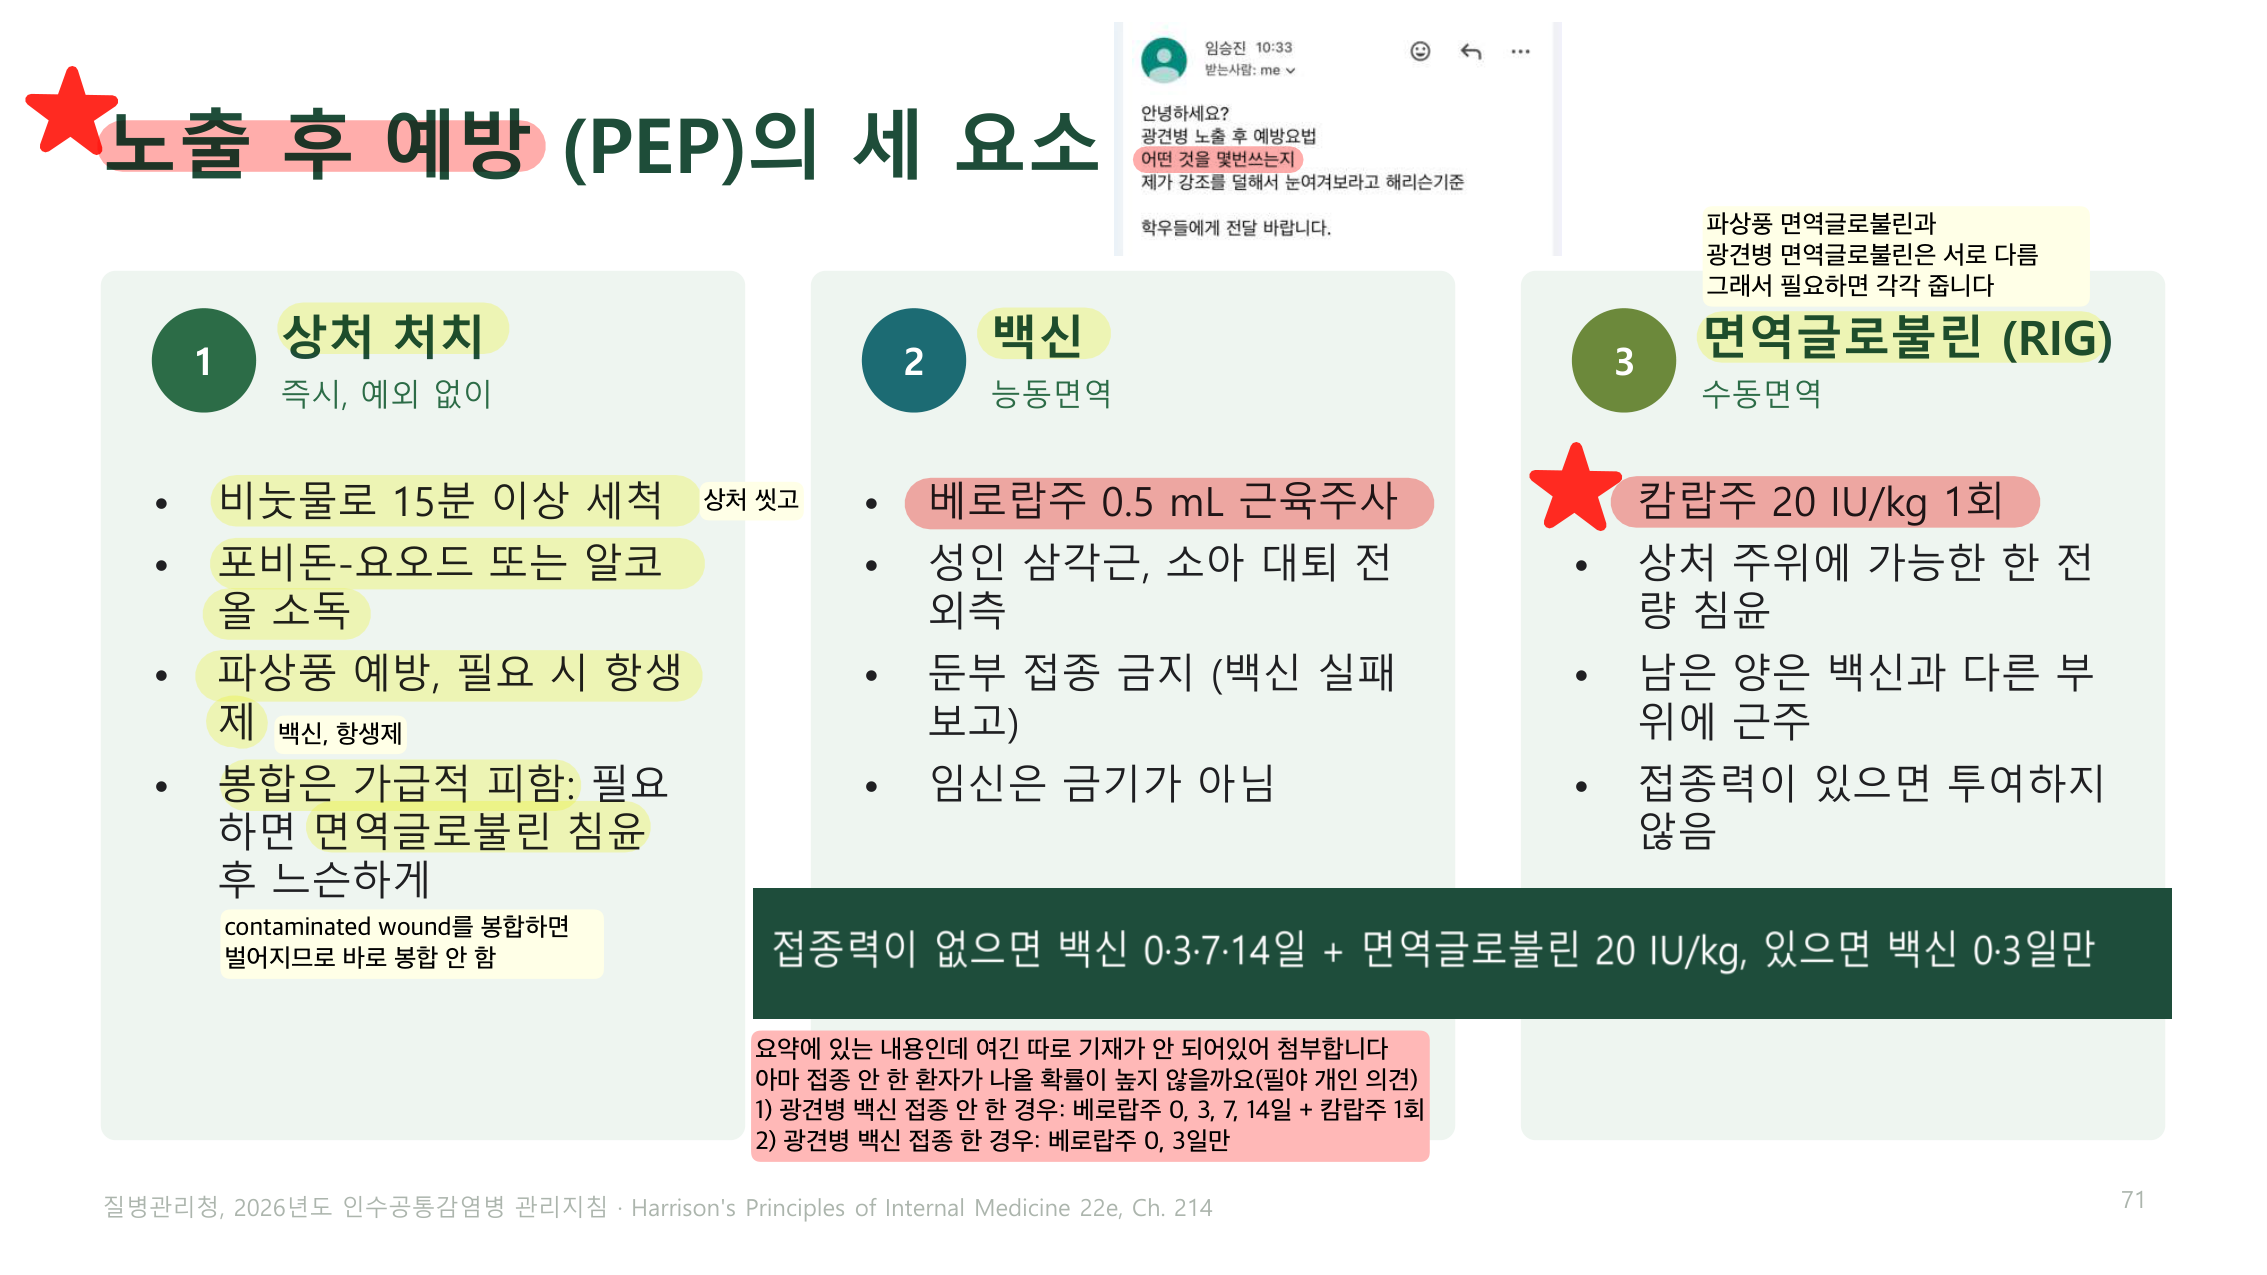 노출 후 예방 (PEP)의 세 요소
임승진 10:33
받는사람: me
안녕하세요?
광견병 노출 후 예방요법
어떤 것을 몇번쓰는지
제가 강조를 덜해서 눈여겨보라고 해리슨기준
학우들에게 전달 바랍니다.
1
상처 처치
즉시, 예외 없이
• 비눗물로 15분 이상 세척
상처 씻고
• 포비돈-요오드 또는 알코
올 소독
• 파상풍 예방, 필요 시 항생
제
백신, 항생제
• 봉합은 가급적 피함: 필요
하면 면역글로불린 침윤
후 느슨하게
contaminated wound를 봉합하면
벌어지므로 바로 봉합 안 함
2
백신
능동면역
• 베로랍주 0.5 mL 근육주사
• 성인 삼각근, 소아 대퇴 전
외측
• 둔부 접종 금지 (백신 실패
보고)
• 임신은 금기가 아님
파상풍 면역글로불린과
광견병 면역글로불린은 서로 다름
그래서 필요하면 각각 줍니다
3
면역글로불린 (RIG)
수동면역
캄랍주 20 IU/kg 1회
• 상처 주위에 가능한 한 전
량 침윤
• 남은 양은 백신과 다른 부
위에 근주
• 접종력이 있으면 투여하지
않음
접종력이 없으면 백신 0·3·7·14일 + 면역글로불린 20 IU/kg, 있으면 백신 0·3일만
요약에 있는 내용인데 여긴 따로 기재가 안 되어있어 첨부합니다
아마 접종 안 한 환자가 나올 확률이 높지 않을까요(필야 개인 의견)
1) 광견병 백신 접종 안 한 경우: 베로랍주 0, 3, 7, 14일 + 캄랍주 1회
2) 광견병 백신 접종 한 경우: 베로랍주 0, 3일만
질병관리청, 2026년도 인수공통감염병 관리지침 · Harrison's Principles of Internal Medicine 22e, Ch. 214
71